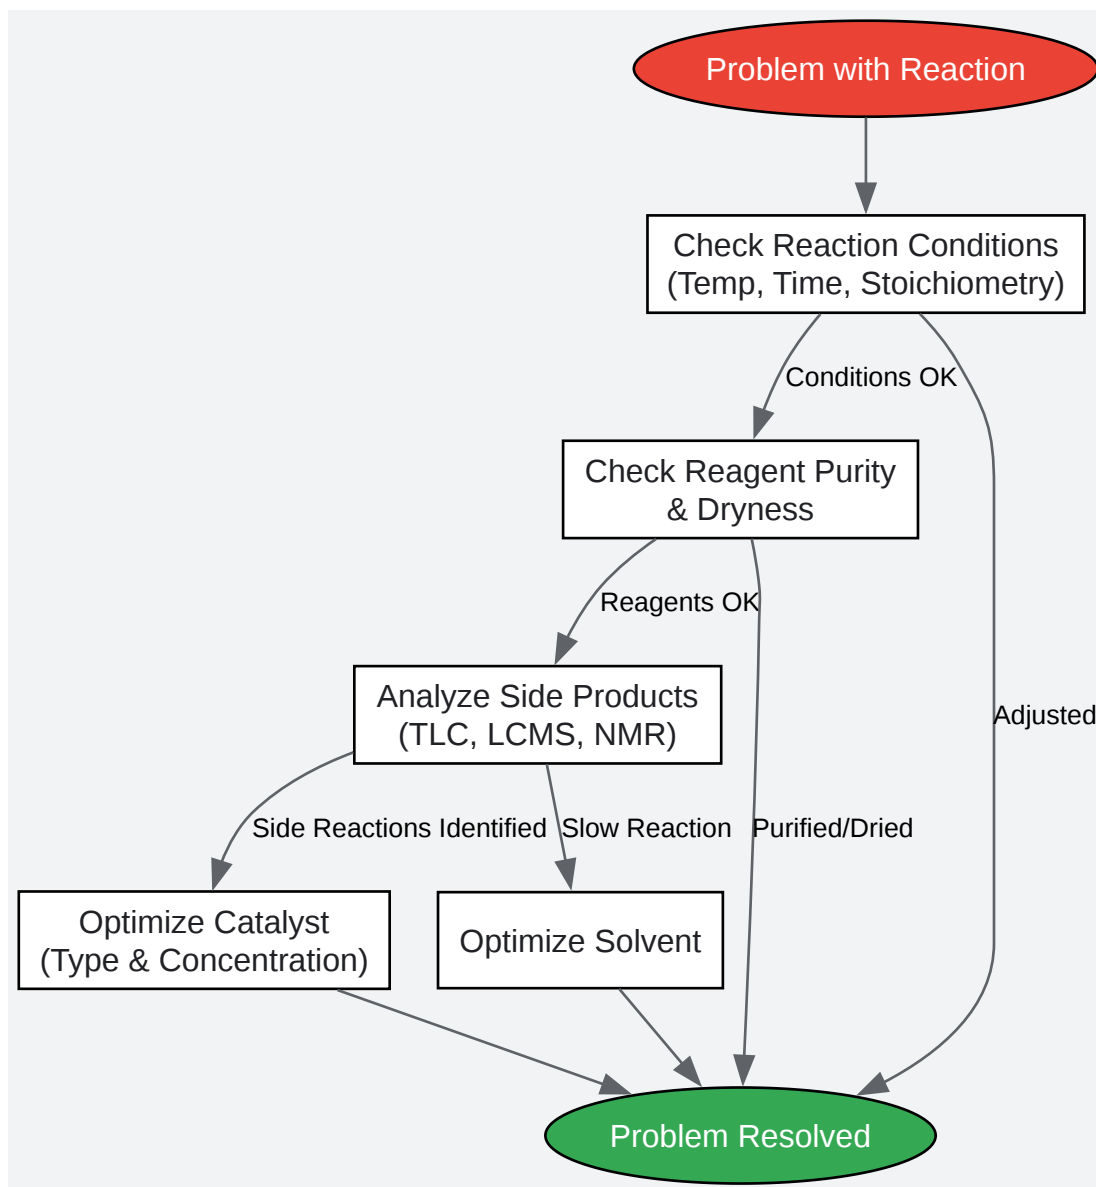 Problem with Reaction
Check Reaction Conditions
(Temp, Time, Stoichiometry)
Conditions OK
Check Reagent Purity
& Dryness
Reagents OK
Analyze Side Products
(TLC, LCMS, NMR)
Adjusted
Side Reactions Identified
Slow Reaction
Purified/Dried
Optimize Catalyst
(Type & Concentration)
Optimize Solvent
Problem Resolved